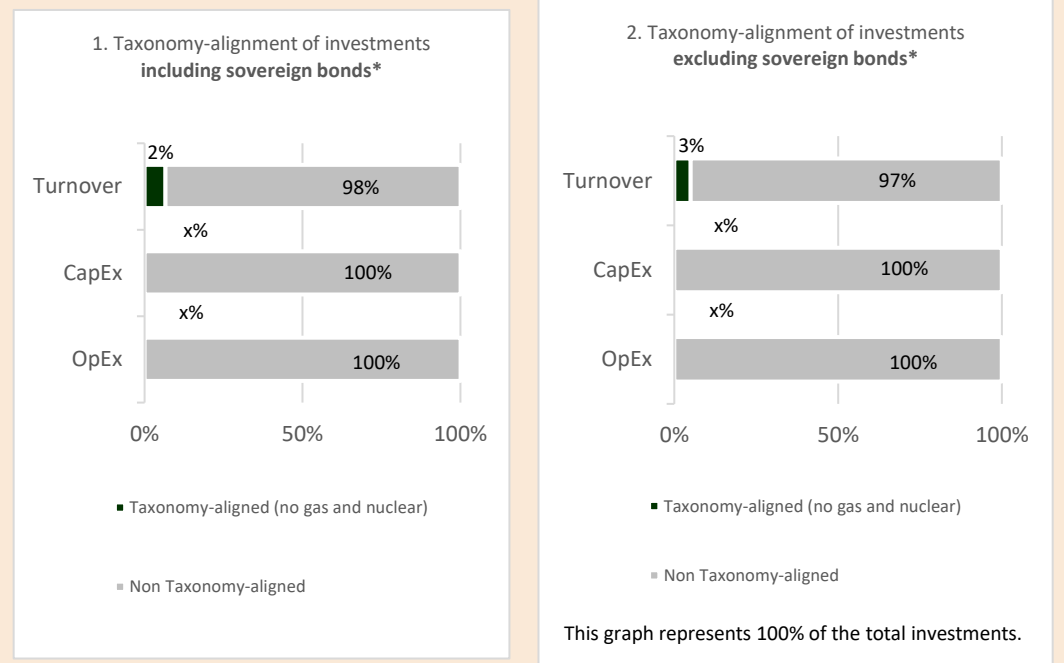 1. Taxonomy-alignment of investments
including sovereign bonds*
2%
Turnover
98%
x%
CapEx
100%
x%
OpEx
100%
0%
50%
100%
Taxonomy-aligned (no gas and nuclear)
Non Taxonomy-aligned
2. Taxonomy-alignment of investments
excluding sovereign bonds*
3%
Turnover
97%
x%
CapEx
100%
x%
OpEx
100%
0%
50%
100%
Taxonomy-aligned (no gas and nuclear)
Non Taxonomy-aligned
This graph represents 100% of the total investments.